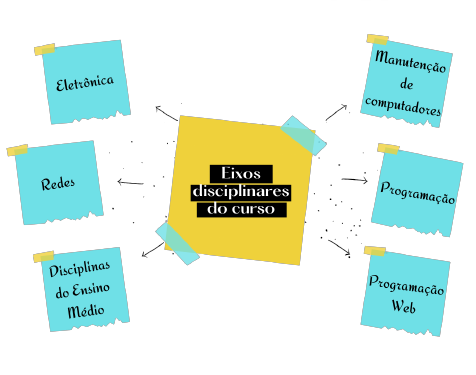 Eletrônica
Redes
Disciplinas
do Ensino
Médio
Eixos
disciplinares
do curso
Manutenção
de
computadores
Programação
Programação
Web